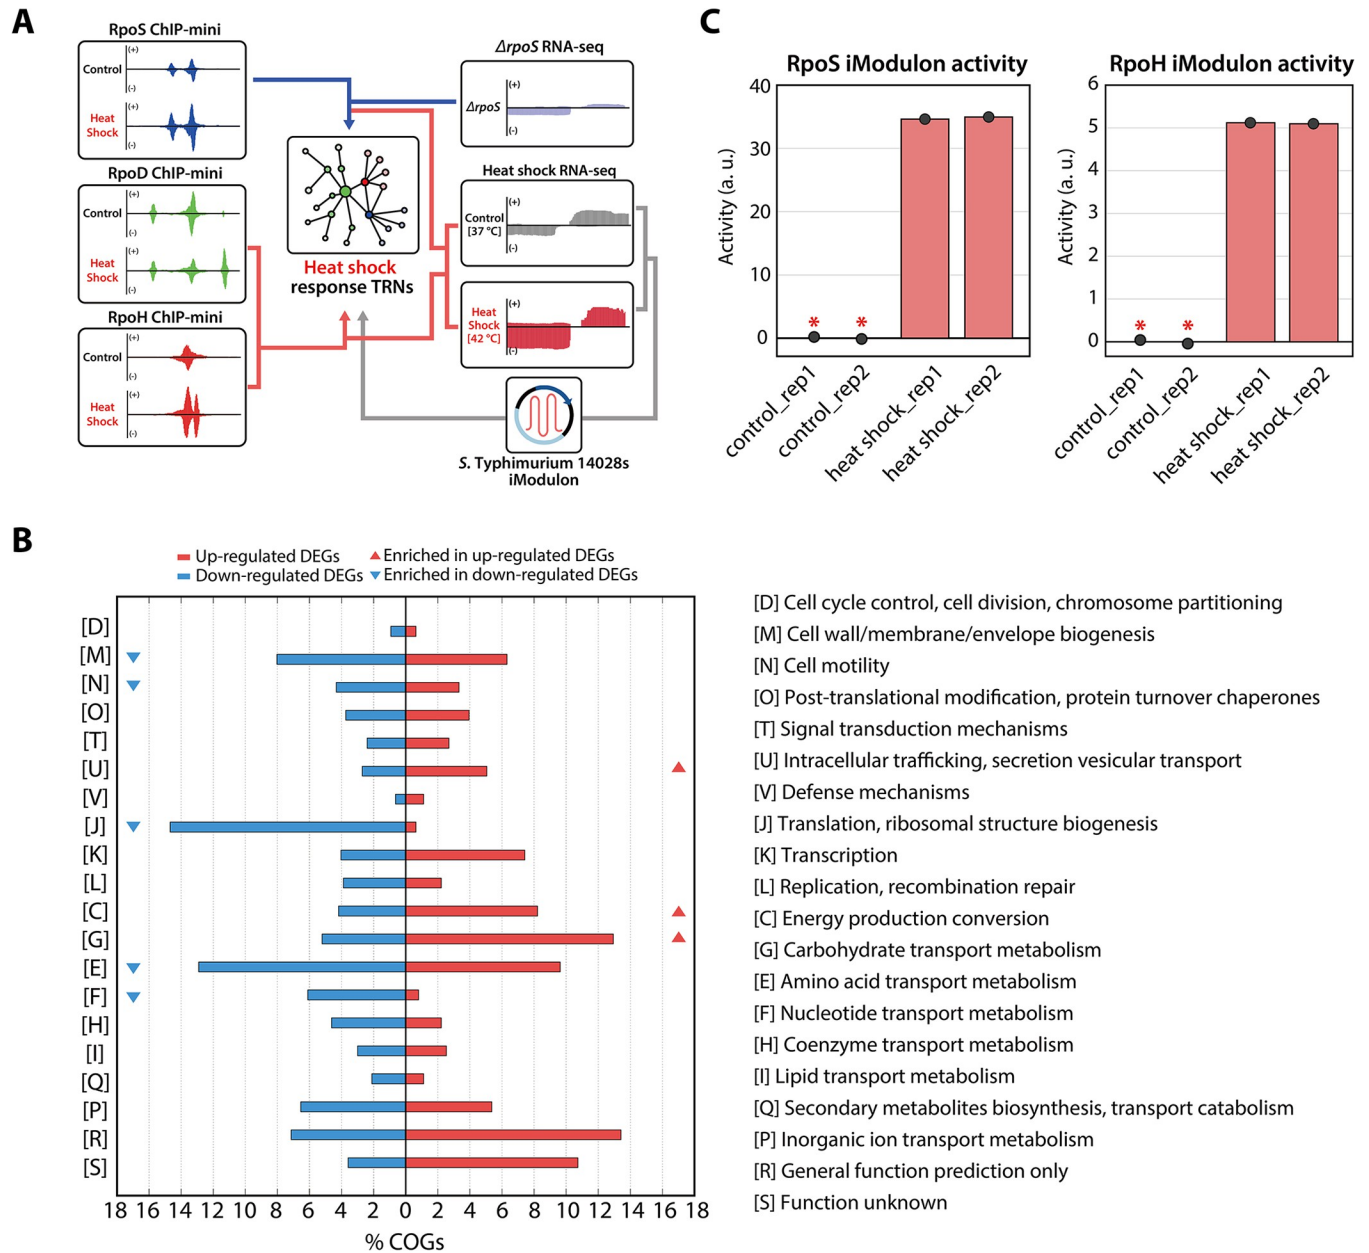 A
RpoS ChIP-mini
(+)
Control
(-)
(+)
Heat
Shock
(-)
RpoD ChIP-mini
(+)
Control
(-)
(+)
Heat
Shock
(-)
RpoH ChIP-mini
(+)
Control
(-)
(+)
Heat
Shock
(-)
Heat shock
response TRNs
ΔrpoS RNA-seq
(+)
ΔrpoS
(-)
Heat shock RNA-seq
(+)
Control
[37 °C]
(-)
(+)
Heat
Shock
[42 °C]
(-)
S. Typhimurium 14028s
iModulon
C
RpoS iModulon activity
Activity (a. u.)
40
30
20
10
0
* *
control_rep1
control_rep2
heat shock_rep1
heat shock_rep2
RpoH iModulon activity
Activity (a. u.)
6
5
4
3
2
1
0
* *
control_rep1
control_rep2
heat shock_rep1
heat shock_rep2
B
Up-regulated DEGs
Enriched in up-regulated DEGs
Down-regulated DEGs
Enriched in down-regulated DEGs
[D]
[M]
[N]
[O]
[T]
[U]
[V]
[J]
[K]
[L]
[C]
[G]
[E]
[F]
[H]
[I]
[Q]
[P]
[R]
[S]
18 16 14 12 10 8 6 4 2 0 2 4 6 8 10 12 14 16 18
% COGs
[D] Cell cycle control, cell division, chromosome partitioning
[M] Cell wall/membrane/envelope biogenesis
[N] Cell motility
[O] Post-translational modification, protein turnover chaperones
[T] Signal transduction mechanisms
[U] Intracellular trafficking, secretion vesicular transport
[V] Defense mechanisms
[J] Translation, ribosomal structure biogenesis
[K] Transcription
[L] Replication, recombination repair
[C] Energy production conversion
[G] Carbohydrate transport metabolism
[E] Amino acid transport metabolism
[F] Nucleotide transport metabolism
[H] Coenzyme transport metabolism
[I] Lipid transport metabolism
[Q] Secondary metabolites biosynthesis, transport catabolism
[P] Inorganic ion transport metabolism
[R] General function prediction only
[S] Function unknown